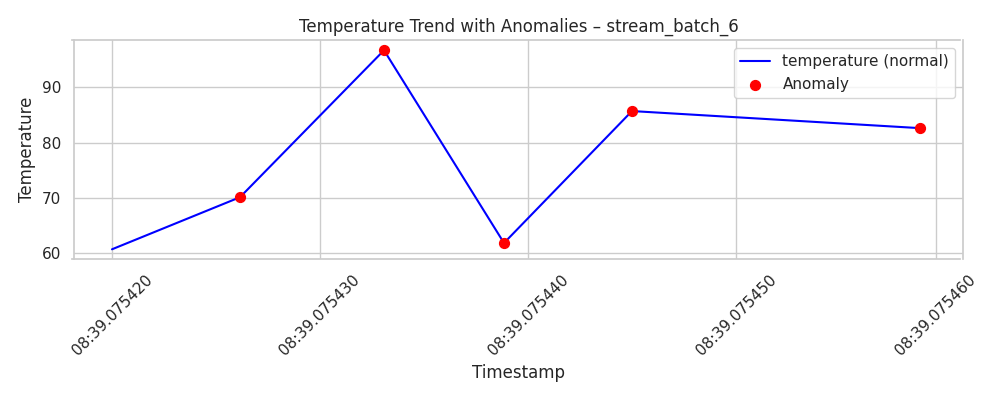 Temperature Trend with Anomalies – stream_batch_6
temperature (normal)
Anomaly
Temperature
90
80
70
60
08:39.075420
08:39.075430
08:39.075440
08:39.075450
08:39.075460
Timestamp